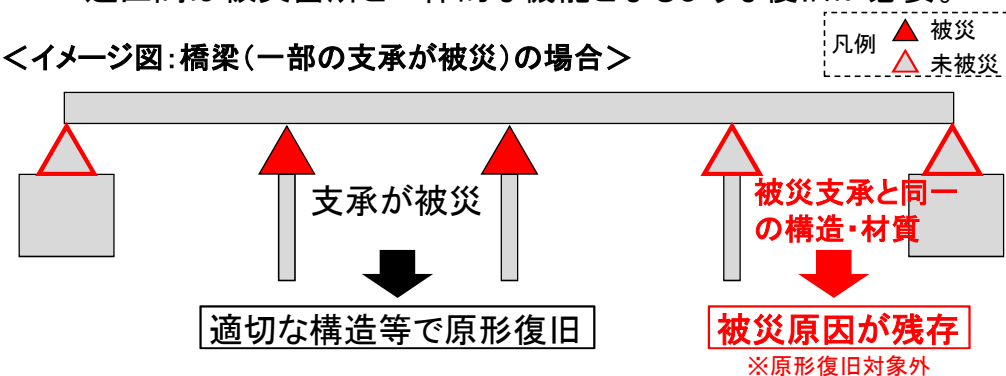 <イメージ図:橋梁(一部の支承が被災)の場合>
凡例
被災
未被災
支承が被災
被災支承と同一
の構造・材質
適切な構造等で原形復旧
被災原因が残存
※原形復旧対象外